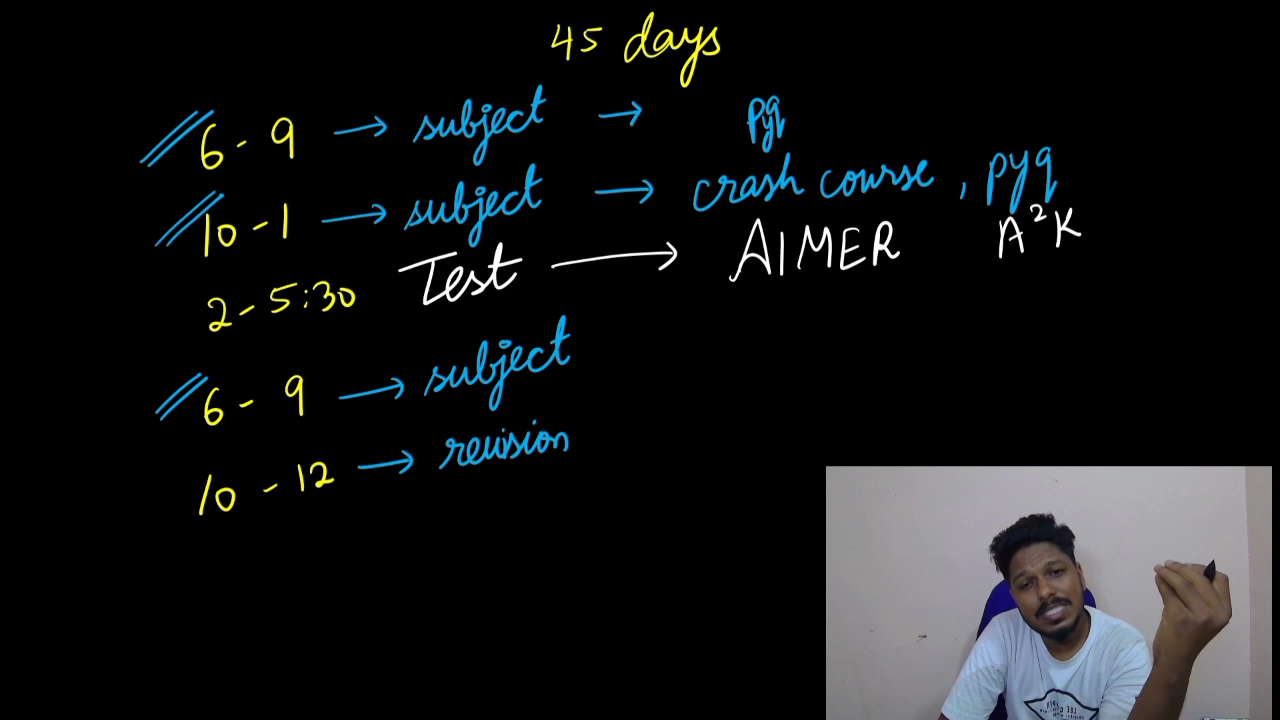 45 days
6 - 9 → subject → pyq
10 - 1 → subject → crash course, pyq
2 - 5:30 Test → AIMER A²K
6 - 9 → subject
10 - 12 → revision